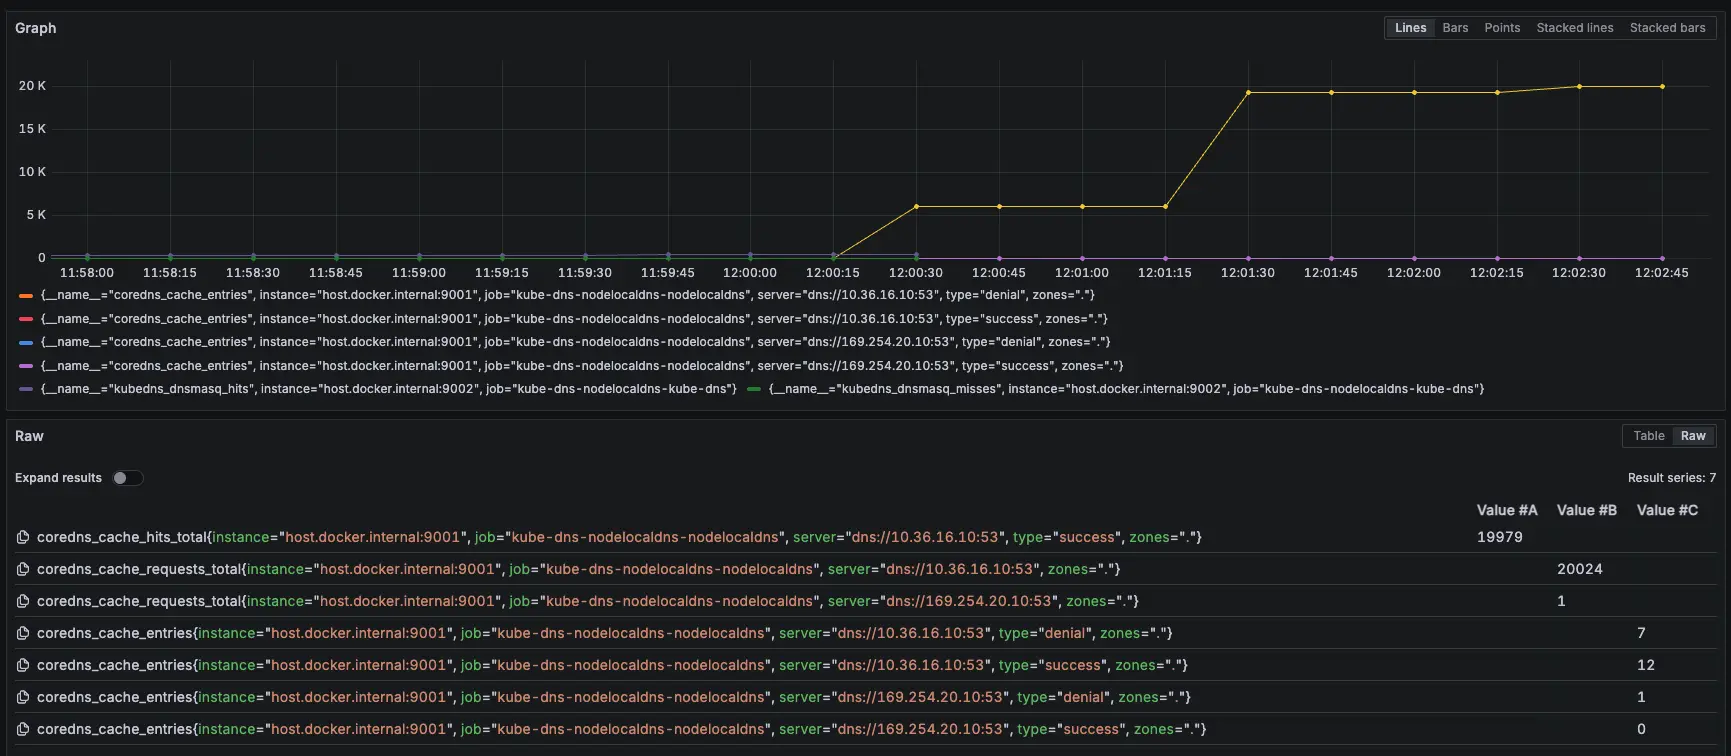 Graph
Lines Bars Points Stacked lines Stacked bars
20 K
15 K
10 K
5 K
0
11:58:00 11:58:15 11:58:30 11:58:45 11:59:00 11:59:15 11:59:30 11:59:45 12:00:00 12:00:15 12:00:30 12:00:45 12:01:00 12:01:15 12:01:30 12:01:45 12:02:00 12:02:15 12:02:30 12:02:45
{__name__="coredns_cache_entries", instance="host.docker.internal:9001", job="kube-dns-nodelocaldns-nodelocaldns", server="dns://10.36.16.10:53", type="denial", zones="."}
{__name__="coredns_cache_entries", instance="host.docker.internal:9001", job="kube-dns-nodelocaldns-nodelocaldns", server="dns://10.36.16.10:53", type="success", zones="."}
{__name__="coredns_cache_entries", instance="host.docker.internal:9001", job="kube-dns-nodelocaldns-nodelocaldns", server="dns://169.254.20.10:53", type="denial", zones="."}
{__name__="coredns_cache_entries", instance="host.docker.internal:9001", job="kube-dns-nodelocaldns-nodelocaldns", server="dns://169.254.20.10:53", type="success", zones="."}
{__name__="kubedns_dnsmasq_hits", instance="host.docker.internal:9002", job="kube-dns-nodelocaldns-kube-dns"} {__name__="kubedns_dnsmasq_misses", instance="host.docker.internal:9002", job="kube-dns-nodelocaldns-kube-dns"}
Raw
Table Raw
Expand results
Result series: 7
Value #A Value #B Value #C
coredns_cache_hits_total{instance="host.docker.internal:9001", job="kube-dns-nodelocaldns-nodelocaldns", server="dns://10.36.16.10:53", type="success", zones="."} 19979
coredns_cache_requests_total{instance="host.docker.internal:9001", job="kube-dns-nodelocaldns-nodelocaldns", server="dns://10.36.16.10:53", zones="."} 20024
coredns_cache_requests_total{instance="host.docker.internal:9001", job="kube-dns-nodelocaldns-nodelocaldns", server="dns://169.254.20.10:53", zones="."} 1
coredns_cache_entries{instance="host.docker.internal:9001", job="kube-dns-nodelocaldns-nodelocaldns", server="dns://10.36.16.10:53", type="denial", zones="."} 7
coredns_cache_entries{instance="host.docker.internal:9001", job="kube-dns-nodelocaldns-nodelocaldns", server="dns://10.36.16.10:53", type="success", zones="."} 12
coredns_cache_entries{instance="host.docker.internal:9001", job="kube-dns-nodelocaldns-nodelocaldns", server="dns://169.254.20.10:53", type="denial", zones="."} 1
coredns_cache_entries{instance="host.docker.internal:9001", job="kube-dns-nodelocaldns-nodelocaldns", server="dns://169.254.20.10:53", type="success", zones="."} 0